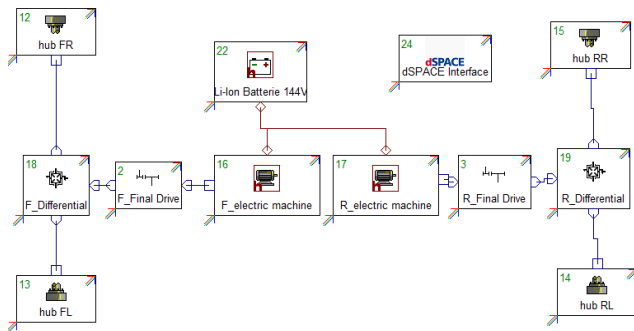 12
hub FR
22
Li-Ion Batterie 144V
24
dSPACE
dSPACE Interface
15
hub RR
18
F_Differential
2
F_Final Drive
16
F_electric machine
17
R_electric machine
3
R_Final Drive
19
R_Differential
13
hub FL
14
hub RL